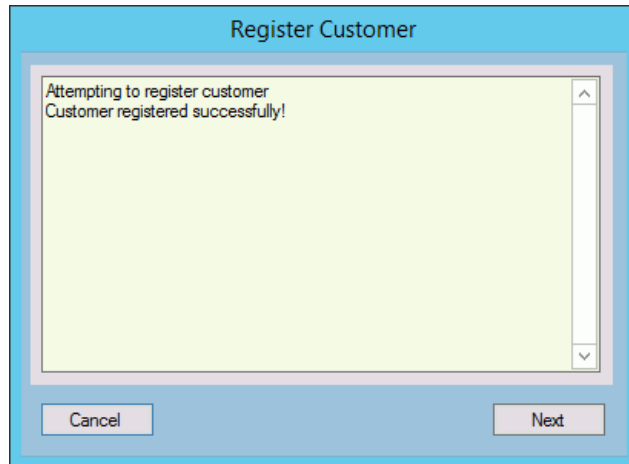 Register Customer
Attempting to register customer
Customer registered successfully!
Cancel
Next